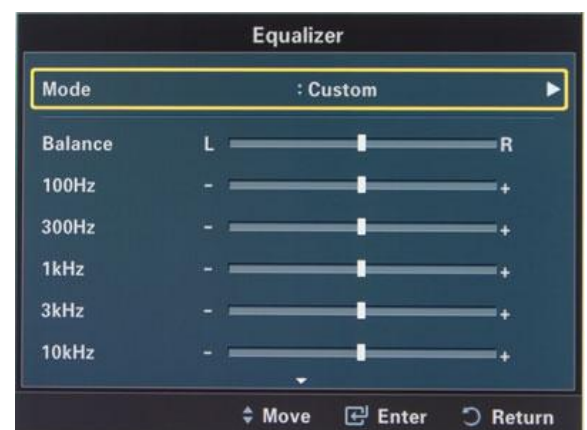 Equalizer
Mode : Custom
Balance L R
100Hz - +
300Hz - +
1kHz - +
3kHz - +
10kHz - +
Move Enter Return